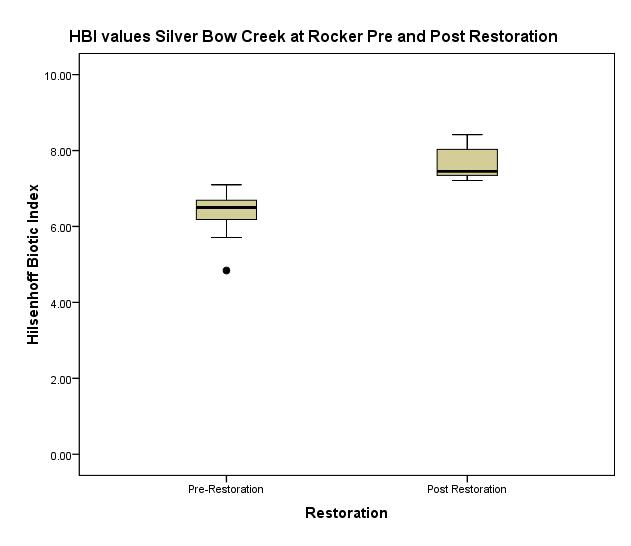 HBI values Silver Bow Creek at Rocker Pre and Post Restoration
Hilsenhoff Biotic Index
10.00
8.00
6.00
4.00
2.00
0.00
Pre-Restoration
Post Restoration
Restoration